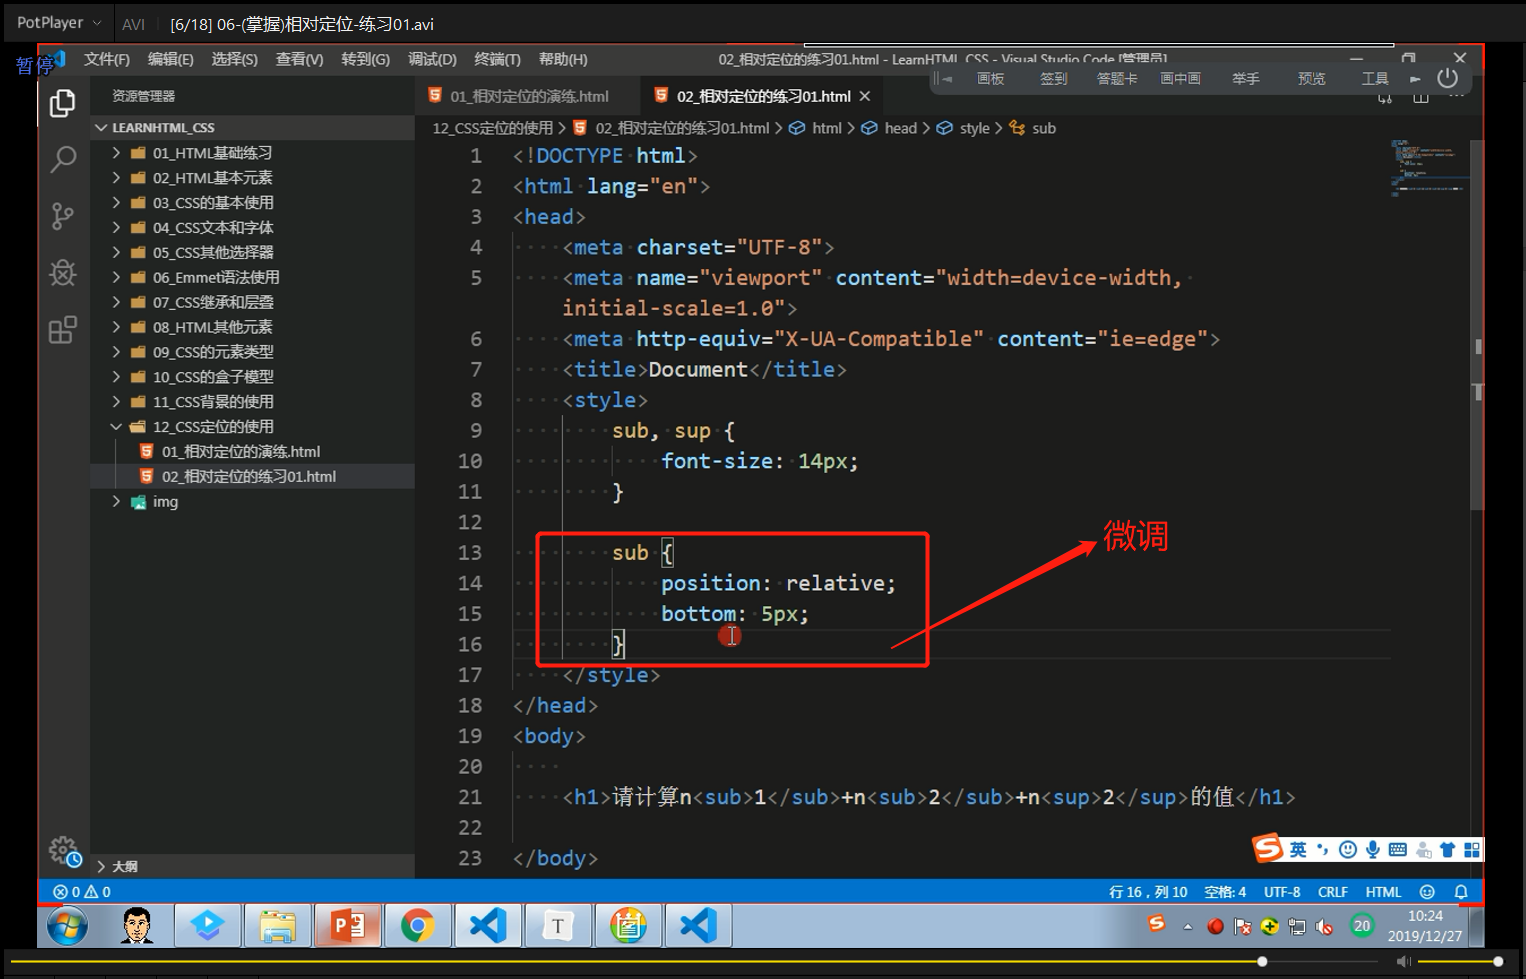 PotPlayer
AVI
[6/18] 06-(掌握)相对定位-练习01.avi
暂停
文件(F) 编辑(E) 选择(S) 查看(V) 转到(G) 调试(D) 终端(T) 帮助(H)
02_相对定位的练习01.html - LearnHTML_CSS - Visual Studio Code [管理员]
画板 签到 答题卡 画中画 举手 预览 工具
资源管理器
01_相对定位的演练.html
02_相对定位的练习01.html
LEARNHTML_CSS
12_CSS定位的使用 > 02_相对定位的练习01.html > html > head > style > sub
01_HTML基础练习
02_HTML基本元素
03_CSS的基本使用
04_CSS文本和字体
05_CSS其他选择器
06_Emmet语法使用
07_CSS继承和层叠
08_HTML其他元素
09_CSS的元素类型
10_CSS的盒子模型
11_CSS背景的使用
12_CSS定位的使用
01_相对定位的演练.html
02_相对定位的练习01.html
img
大纲
1 <!DOCTYPE html>
2 <html lang="en">
3 <head>
4 <meta charset="UTF-8">
5 <meta name="viewport" content="width=device-width,
initial-scale=1.0">
6 <meta http-equiv="X-UA-Compatible" content="ie=edge">
7 <title>Document</title>
8 <style>
9 sub, sup {
10 font-size: 14px;
11 }
12
13 sub {
14 position: relative;
15 bottom: 5px;
16 }
17 </style>
18 </head>
19 <body>
20
21 <h1>请计算n<sub>1</sub>+n<sub>2</sub>+n<sup>2</sup>的值</h1>
22
23 </body>
微调
英
0 0
行 16，列 10 空格: 4 UTF-8 CRLF HTML
20
10:24
2019/12/27